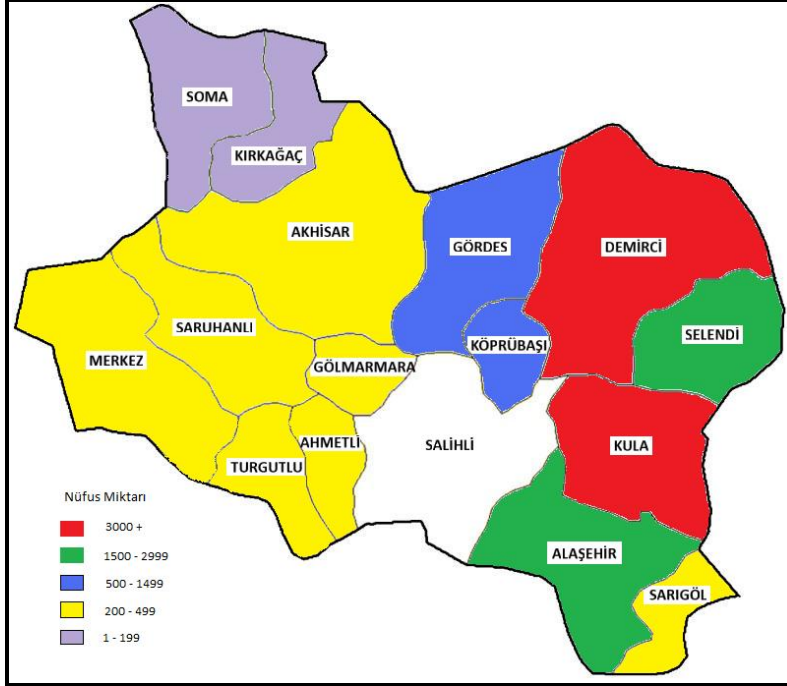 SOMA
KIRKAĞAÇ
AKHİSAR
GÖRDES
DEMİRCİ
SARUHANLI
KÖPRÜBAŞI
SELENDİ
MERKEZ
GÖLMARMARA
AHMETLİ
SALİHLİ
KULA
TURGUTLU
ALAŞEHİR
SARIGÖL
Nüfus Miktarı
3000 +
1500 - 2999
500 - 1499
200 - 499
1 - 199